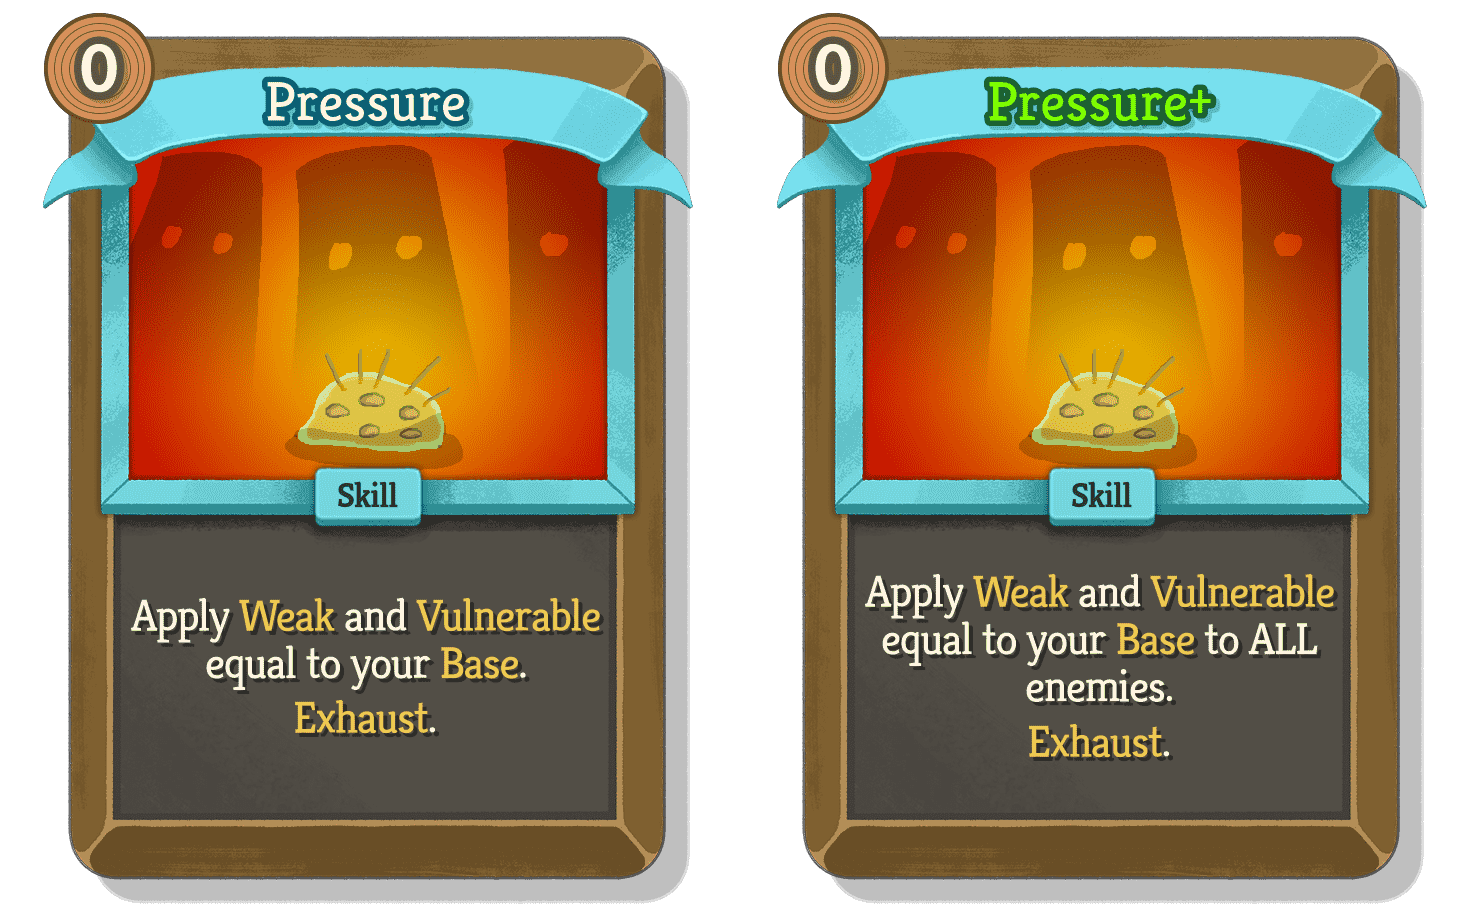 0
Pressure
Skill
Apply Weak and Vulnerable
equal to your Base.
Exhaust.
0
Pressure+
Skill
Apply Weak and Vulnerable
equal to your Base to ALL
enemies.
Exhaust.